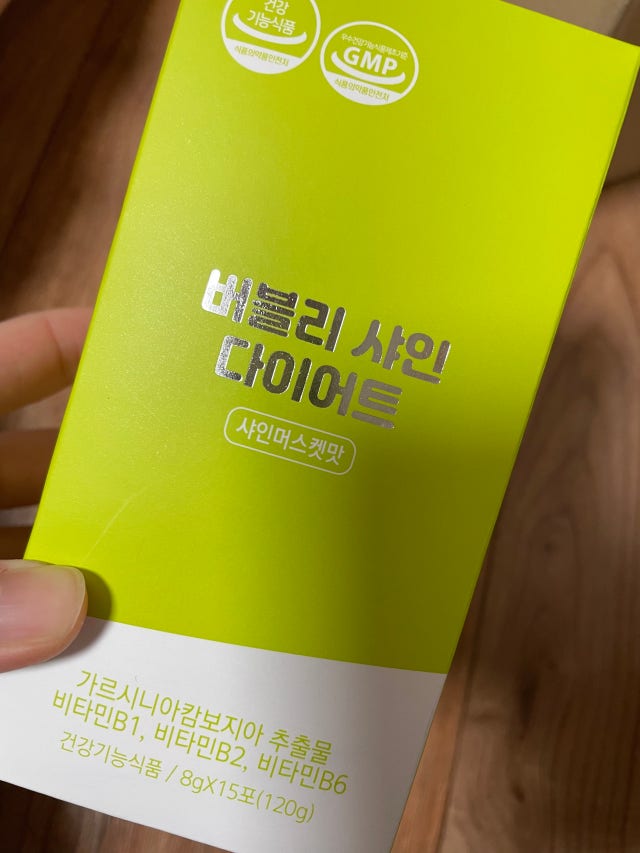 건강
기능식품
식품의약품안전처
우수건강기능식품제조기준
GMP
식품의약품안전처
버블리 샤인
다이어트
샤인머스켓맛
가르시니아캄보지아 추출물
비타민B1, 비타민B2, 비타민B6
건강기능식품 / 8gX15포(120g)